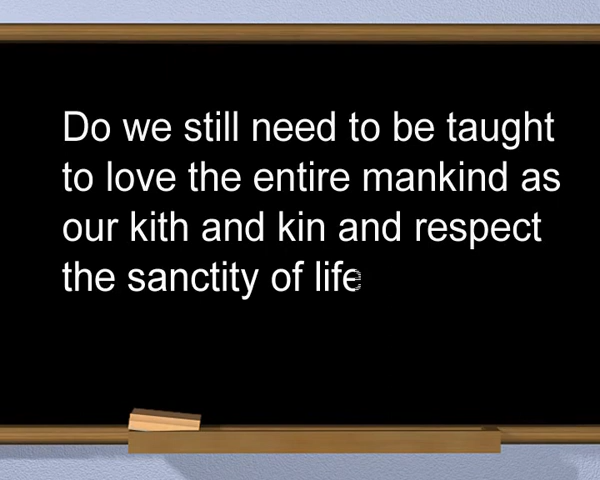 Do we still need to be taught
to love the entire mankind as
our kith and kin and respect
the sanctity of life